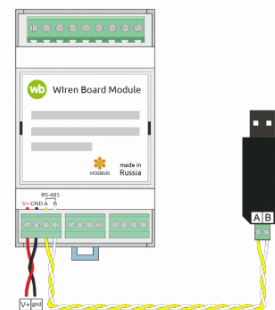 wb Wiren Board Module
MODBUS
made in
Russia
RS-485
V+ GND A B
A B
V+ gnd